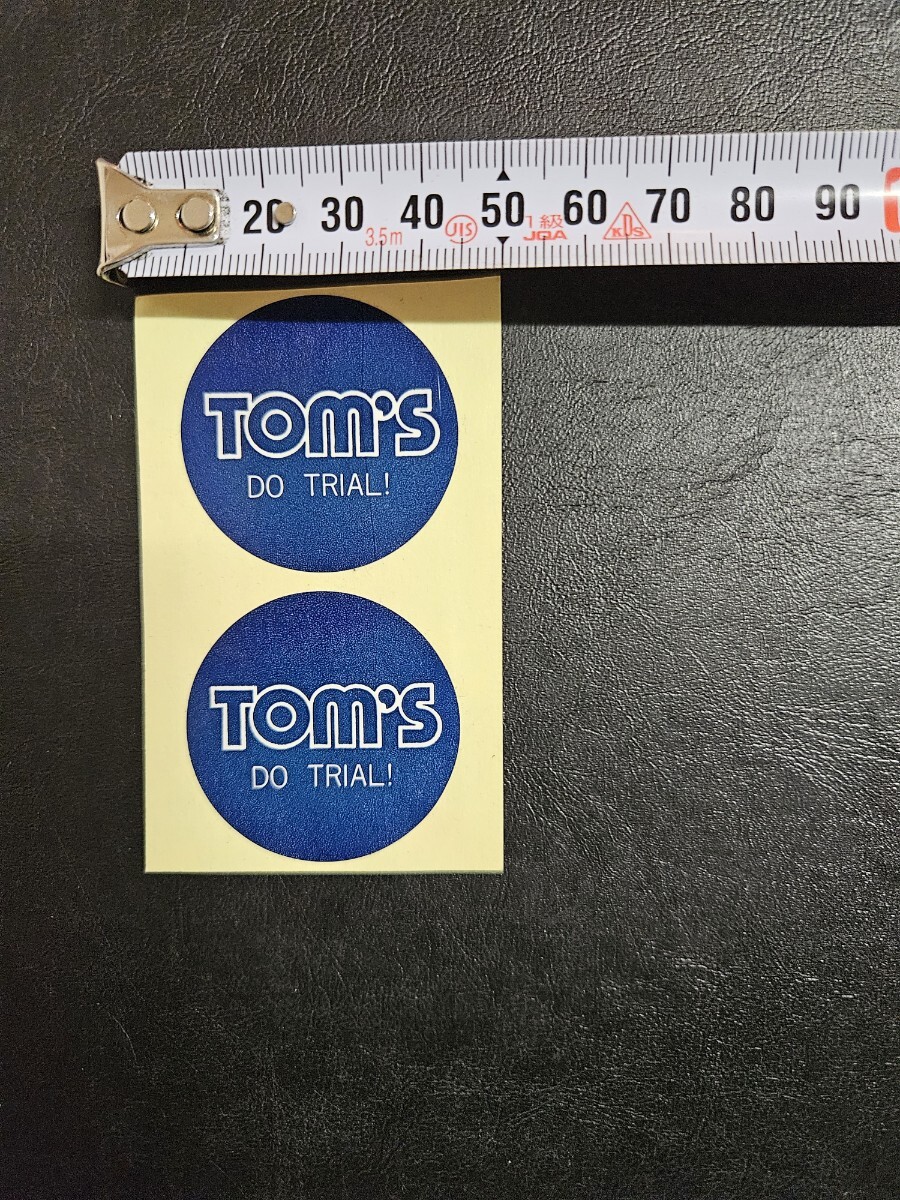 20 30 40 50 60 70 80 90
3.5m JIS 1級 JQA KDS
TOM'S
DO TRIAL!
TOM'S
DO TRIAL!